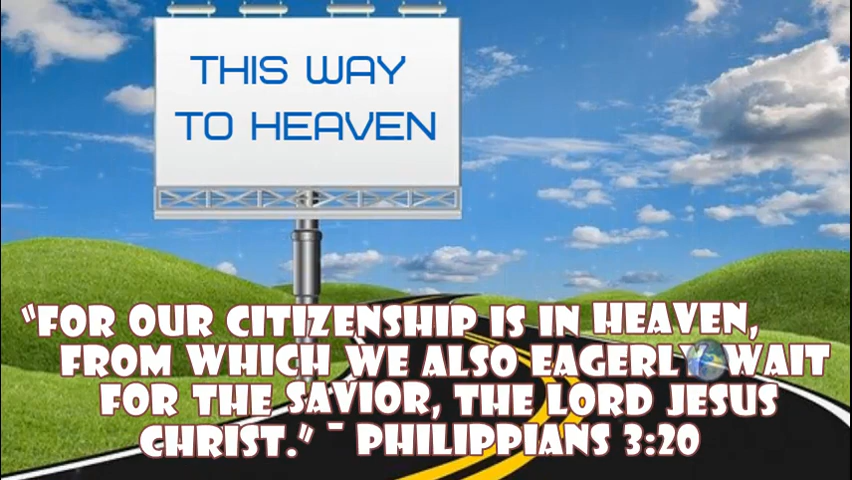 THIS WAY
TO HEAVEN
"FOR OUR CITIZENSHIP IS IN HEAVEN,
FROM WHICH WE ALSO EAGERLY WAIT
FOR THE SAVIOR, THE LORD JESUS
CHRIST." ~ PHILIPPIANS 3:20